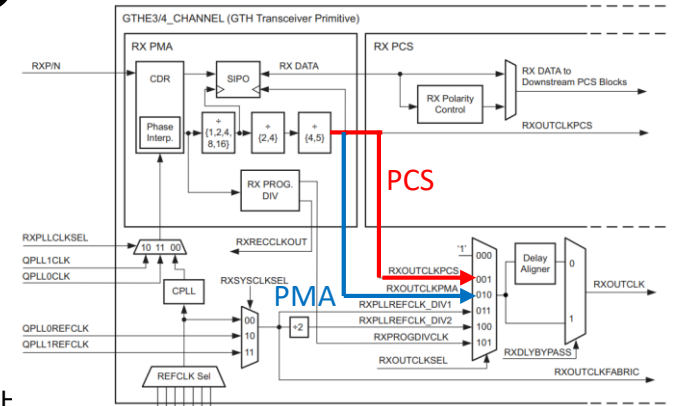 GTHE3/4_CHANNEL (GTH Transceiver Primitive)
RX PMA
RX PCS
RXP/N
CDR
SIPO
RX DATA
RX DATA to
Downstream PCS Blocks
RX Polarity
Control
Phase
Interp.
÷
{1,2,4,
8,16}
÷
{2,4}
÷
{4,5}
RXOUTCLKPCS
PCS
RX PROG.
DIV
RXPLLCLKSEL
10 11 00
RXRECCLKOUT
QPLL1CLK
QPLL0CLK
CPLL
RXSYSCLKSEL
PMA
'1'
000
RXOUTCLKPCS
001
RXOUTCLKPMA
010
RXPLLREFCLK_DIV1
011
RXPLLREFCLK_DIV2
100
RXPROGDIVCLK
101
Delay
Aligner
0
1
RXOUTCLK
QPLL0REFCLK
QPLL1REFCLK
00
10
11
÷2
RXOUTCLKSEL
RXDLYBYPASS
RXOUTCLKFABRIC
REFCLK Sel